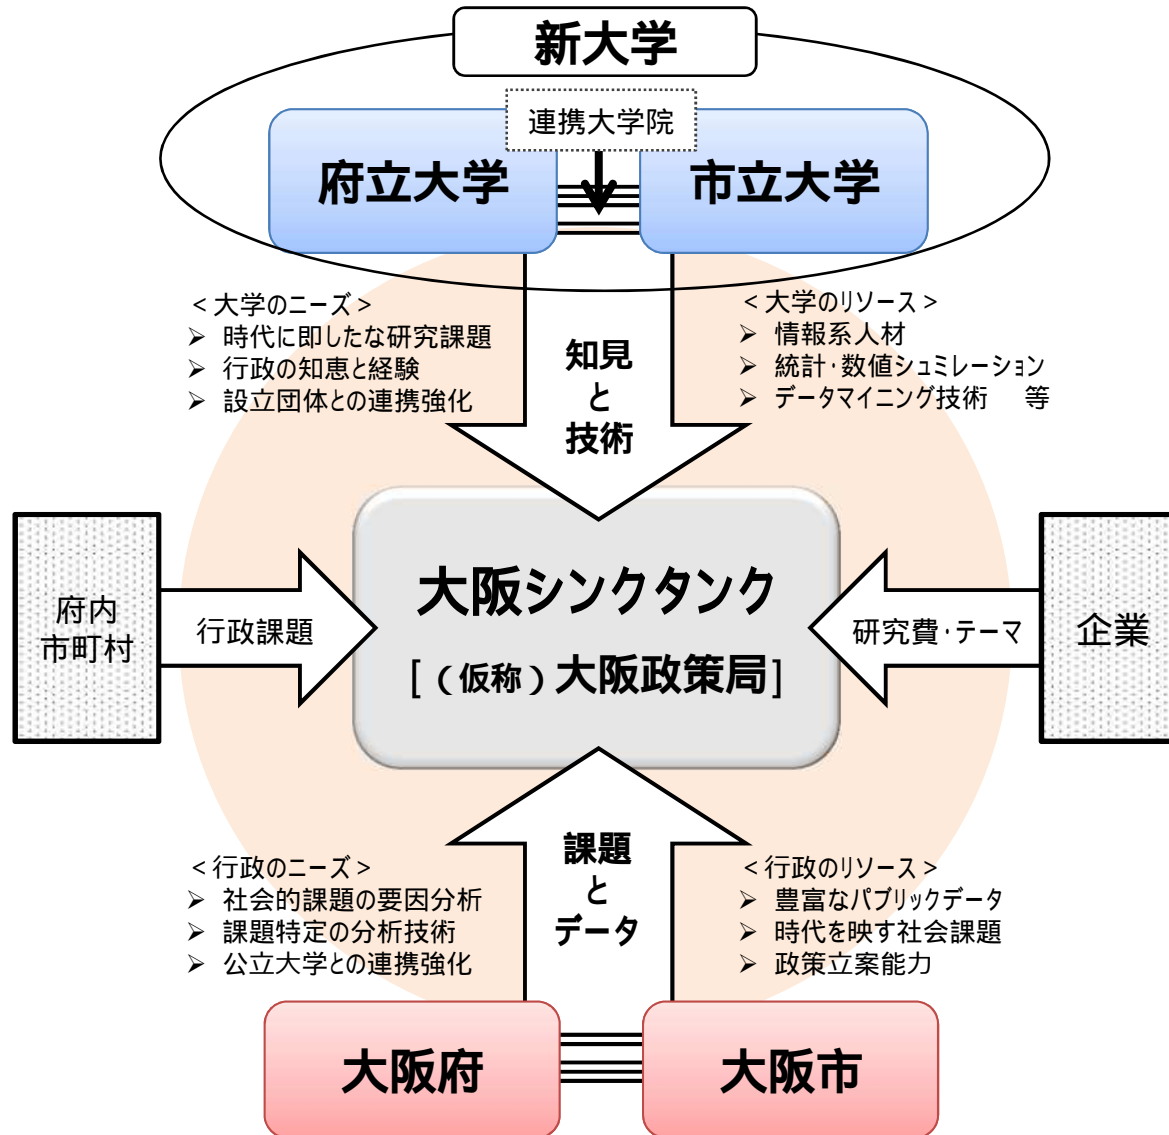 新大学
連携大学院
府立大学
市立大学
＜大学のニーズ＞
➢ 時代に即したな研究課題
➢ 行政の知恵と経験
➢ 設立団体との連携強化
知見
と
技術
＜大学のリソース＞
➢ 情報系人材
➢ 統計・数値シュミレーション
➢ データマイニング技術　等
府内
市町村
行政課題
大阪シンクタンク
[（仮称）大阪政策局]
研究費・テーマ
企業
＜行政のニーズ＞
➢ 社会的課題の要因分析
➢ 課題特定の分析技術
➢ 公立大学との連携強化
課題
と
データ
＜行政のリソース＞
➢ 豊富なパブリックデータ
➢ 時代を映す社会課題
➢ 政策立案能力
大阪府
大阪市